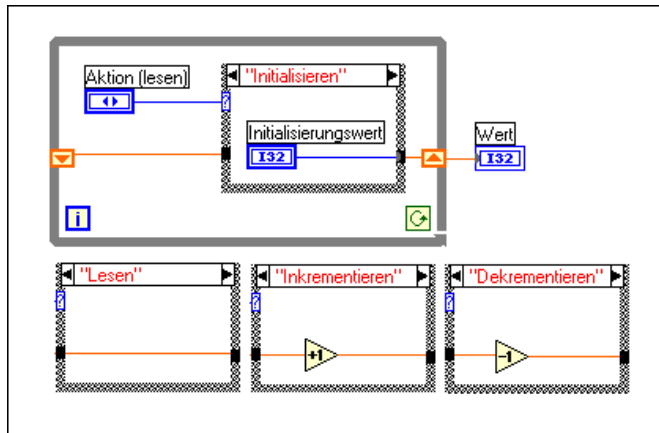 Aktion (lesen)
"Initialisieren"
?
Initialisierungswert
I32
Wert
I32
i
"Lesen"
?
"Inkrementieren"
?
+1
"Dekrementieren"
?
-1